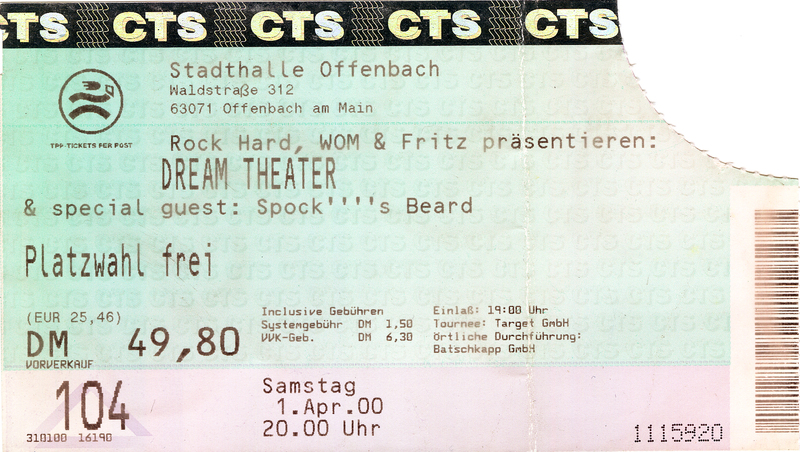 CTS CTS CTS CTS CTS
Stadthalle Offenbach
Waldstraße 312
63071 Offenbach am Main
TPP-TICKETS PER POST
Rock Hard, WOM & Fritz präsentieren:
DREAM THEATER
& special guest: Spock''''s Beard
Platzwahl frei
(EUR 25,46)
DM 49,80
VORVERKAUF
Inclusive Gebühren
Systemgebühr DM 1,50
VVK-Geb. DM 6,30
Einlaß: 19:00 Uhr
Tournee: Target GmbH
örtliche Durchführung:
Batschkapp GmbH
104
310100 16190
Samstag
1.Apr.00
20.00 Uhr
1115920